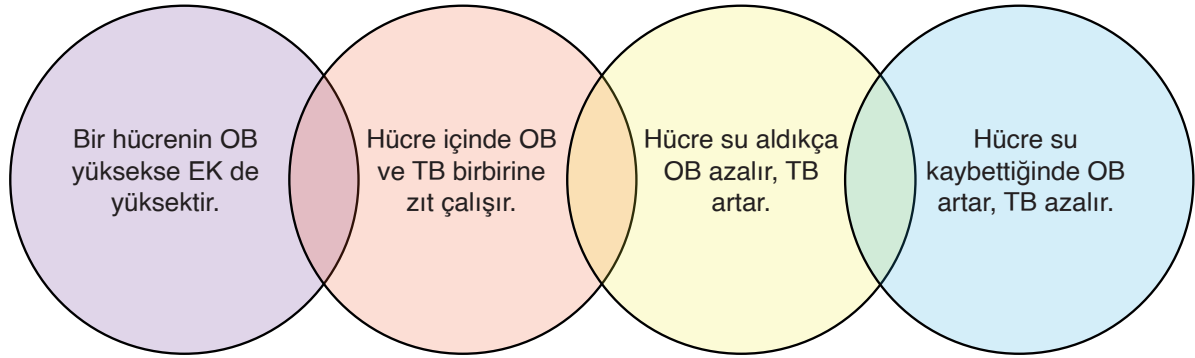 Bir hücrenin OB
yüksekse EK de
yüksektir.
Hücre içinde OB
ve TB birbirine
zıt çalışır.
Hücre su aldıkça
OB azalır, TB
artar.
Hücre su
kaybettiğinde OB
artar, TB azalır.